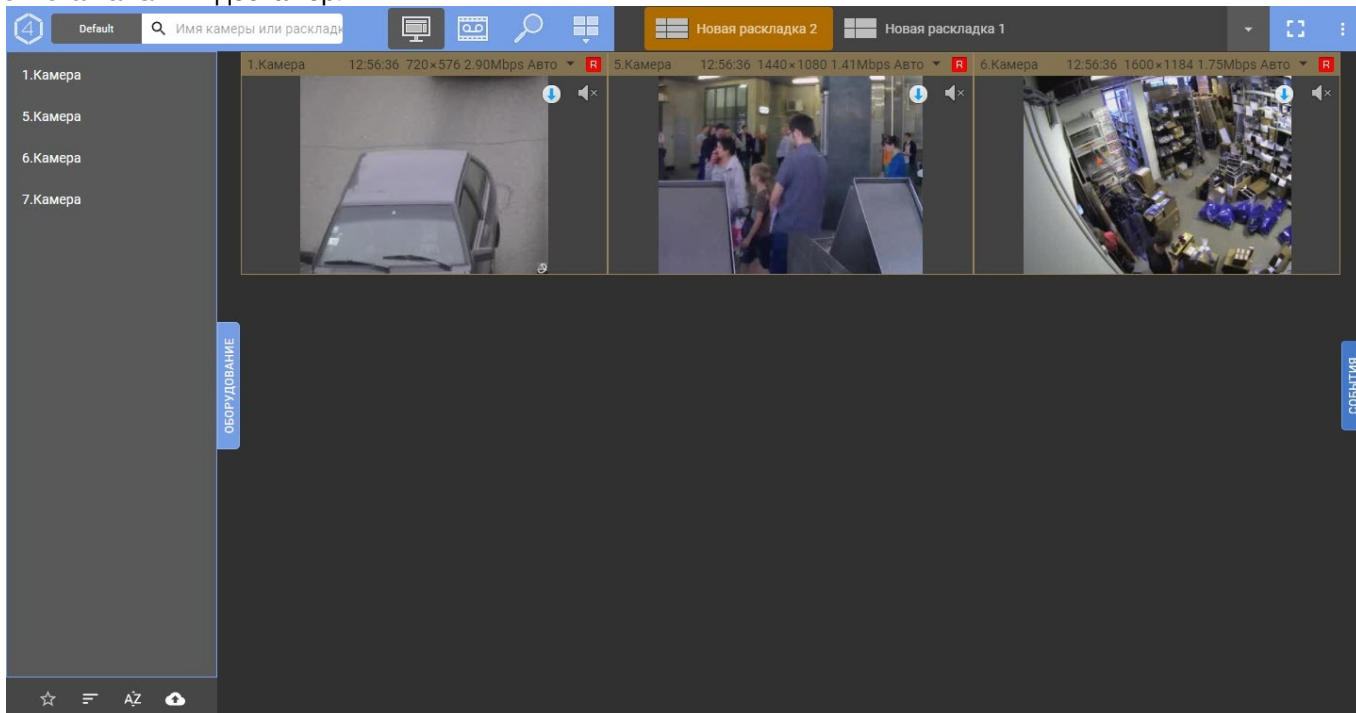 4 Default Имя камеры или расклад Новая раскладка 2 Новая раскладка 1
1.Камера 12:56:36 720×576 2.90Mbps Авто R 5.Камера 12:56:36 1440×1080 1.41Mbps Авто R 6.Камера 12:56:36 1600×1184 1.75Mbps Авто R
1.Камера
5.Камера
6.Камера
7.Камера
ОБОРУДОВАНИЕ
СОБЫТИЯ
AZ